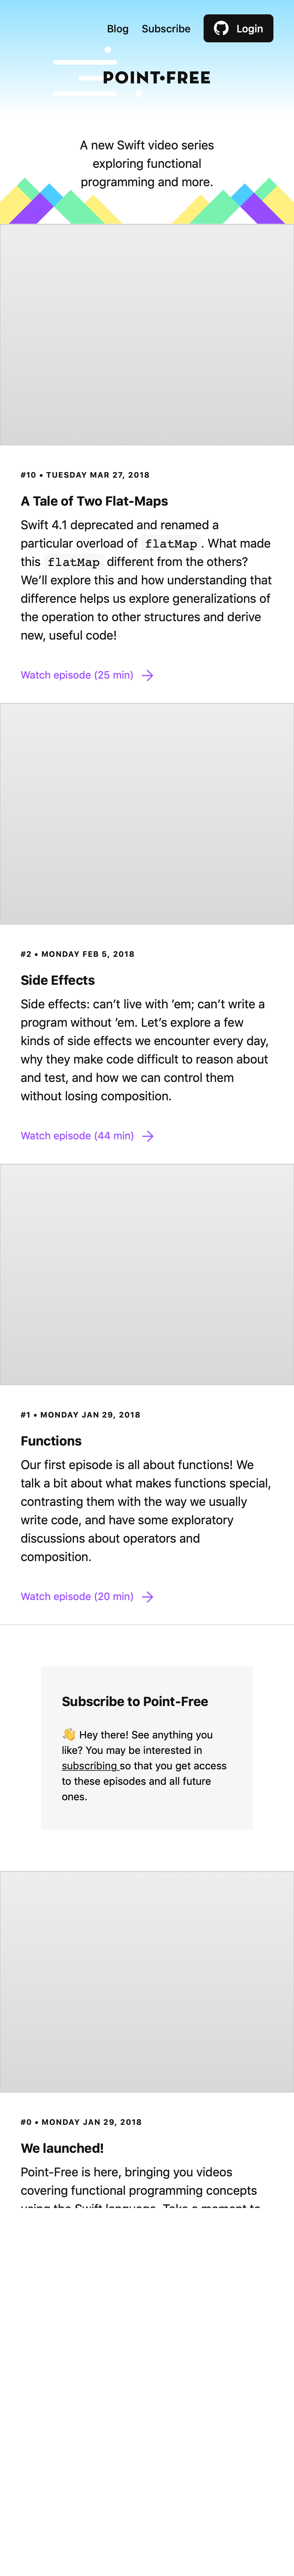 Blog Subscribe Login
POINT•FREE
A new Swift video series
exploring functional
programming and more.
#10 • TUESDAY MAR 27, 2018
A Tale of Two Flat-Maps
Swift 4.1 deprecated and renamed a
particular overload of flatMap. What made
this flatMap different from the others?
We’ll explore this and how understanding that
difference helps us explore generalizations of
the operation to other structures and derive
new, useful code!
Watch episode (25 min)
#2 • MONDAY FEB 5, 2018
Side Effects
Side effects: can’t live with ’em; can’t write a
program without ’em. Let’s explore a few
kinds of side effects we encounter every day,
why they make code difficult to reason about
and test, and how we can control them
without losing composition.
Watch episode (44 min)
#1 • MONDAY JAN 29, 2018
Functions
Our first episode is all about functions! We
talk a bit about what makes functions special,
contrasting them with the way we usually
write code, and have some exploratory
discussions about operators and
composition.
Watch episode (20 min)
Subscribe to Point-Free
👋 Hey there! See anything you
like? You may be interested in
subscribing so that you get access
to these episodes and all future
ones.
#0 • MONDAY JAN 29, 2018
We launched!
Point-Free is here, bringing you videos
covering functional programming concepts
using the Swift language. Take a moment to